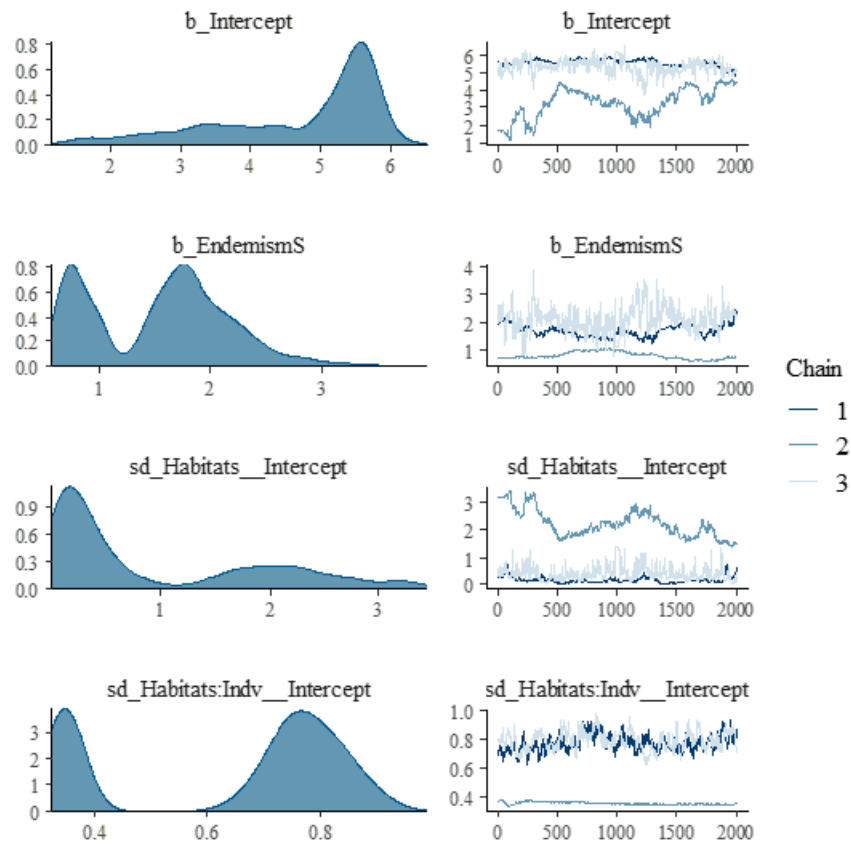 b_Intercept
0.8
0.6
0.4
0.2
0.0
2 3 4 5 6
b_Intercept
6
5
4
3
2
1
0 500 1000 1500 2000
b_EndemismS
0.8
0.6
0.4
0.2
0.0
1 2 3
b_EndemismS
4
3
2
1
0 500 1000 1500 2000
sd_Habitats__Intercept
0.9
0.6
0.3
0.0
1 2 3
sd_Habitats__Intercept
3
2
1
0
0 500 1000 1500 2000
sd_Habitats:Indv__Intercept
3
2
1
0
0.4 0.6 0.8
sd_Habitats:Indv__Intercept
1.0
0.8
0.6
0.4
0 500 1000 1500 2000
Chain
1
2
3